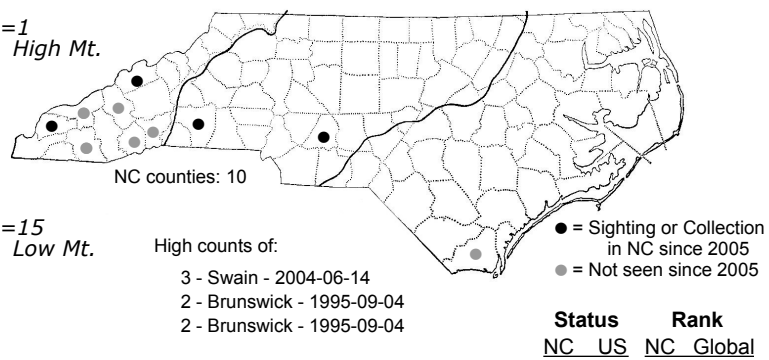 =1
High Mt.
NC counties: 10
=15
Low Mt.
High counts of:
3 - Swain - 2004-06-14
2 - Brunswick - 1995-09-04
2 - Brunswick - 1995-09-04
● = Sighting or Collection
in NC since 2005
● = Not seen since 2005
Status Rank
NC US NC Global